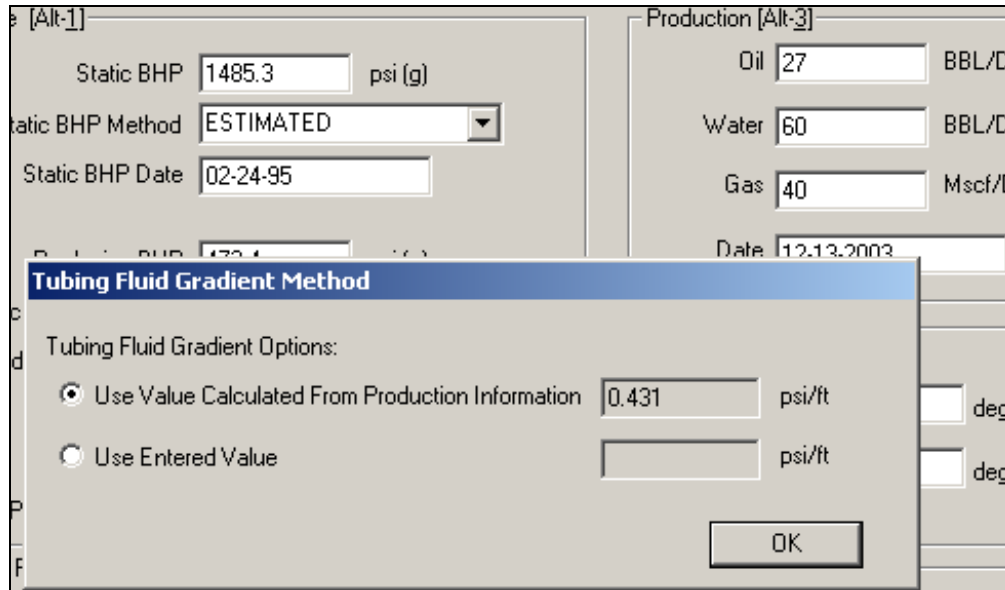 e [Alt-1]
Production [Alt-3]
Static BHP 1485.3 psi (g)
Oil 27 BBL/D
tatic BHP Method ESTIMATED
Water 60 BBL/D
Static BHP Date 02-24-95
Gas 40 Mscf/
Date 12-13-2003
Tubing Fluid Gradient Method
Tubing Fluid Gradient Options:
Use Value Calculated From Production Information 0.431 psi/ft
deg
Use Entered Value psi/ft
deg
OK